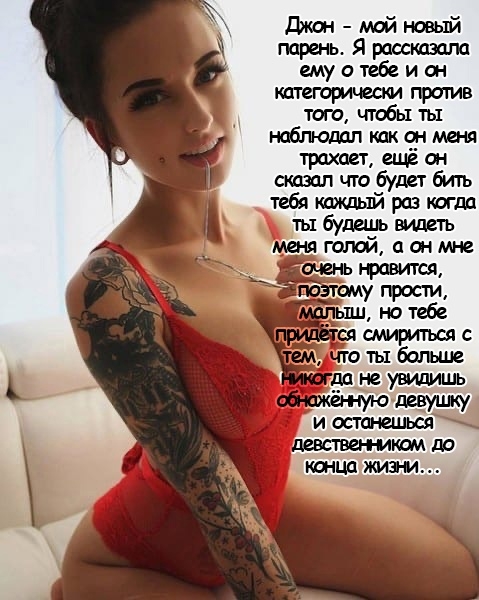 Джон - мой новый
парень. Я рассказала
ему о тебе и он
категорически против
того, чтобы ты
наблюдал как он меня
трахает, ещё он
сказал что будет бить
тебя каждый раз когда
ты будешь видеть
меня голой, а он мне
очень нравится,
поэтому прости,
малыш, но тебе
придётся смириться с
тем, что ты больше
никогда не увидишь
обнажённую девушку
и останешься
девственником до
конца жизни...